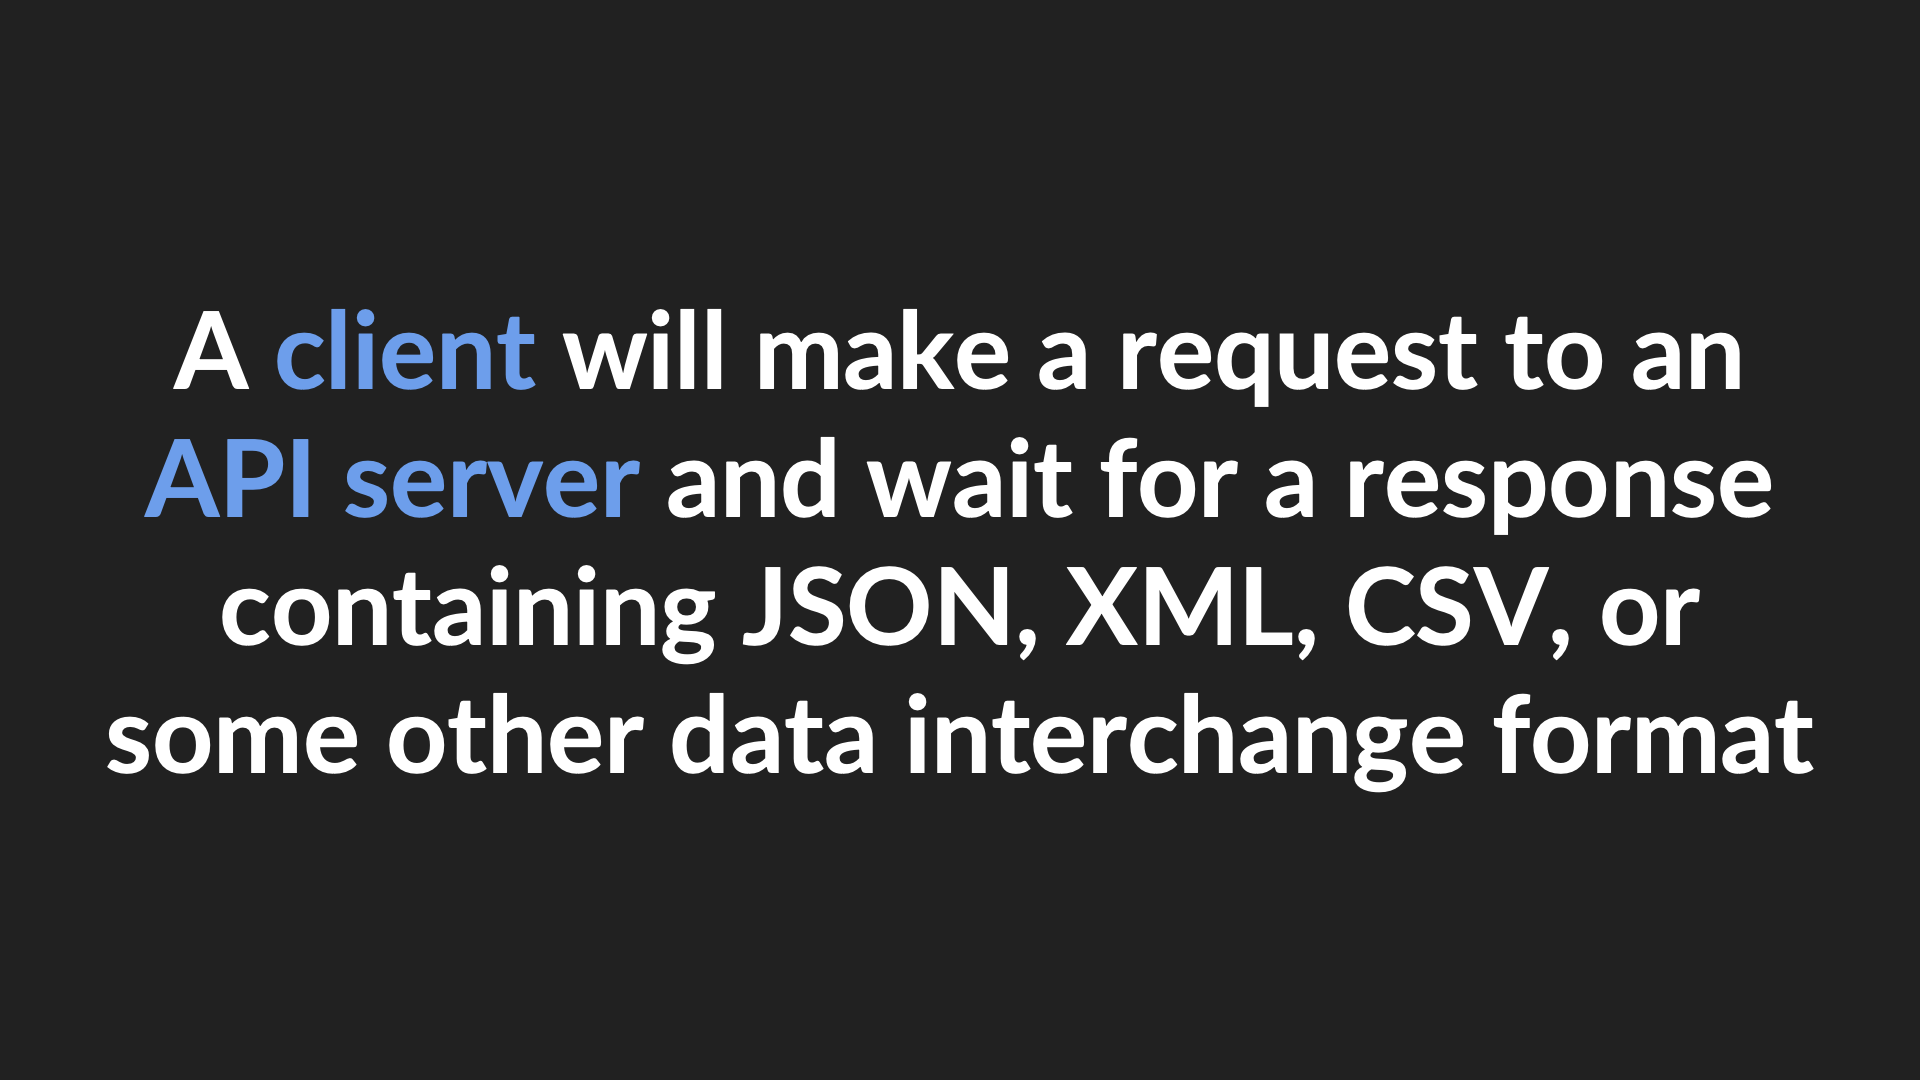 A client will make a request to an
API server and wait for a response
containing JSON, XML, CSV, or
some other data interchange format